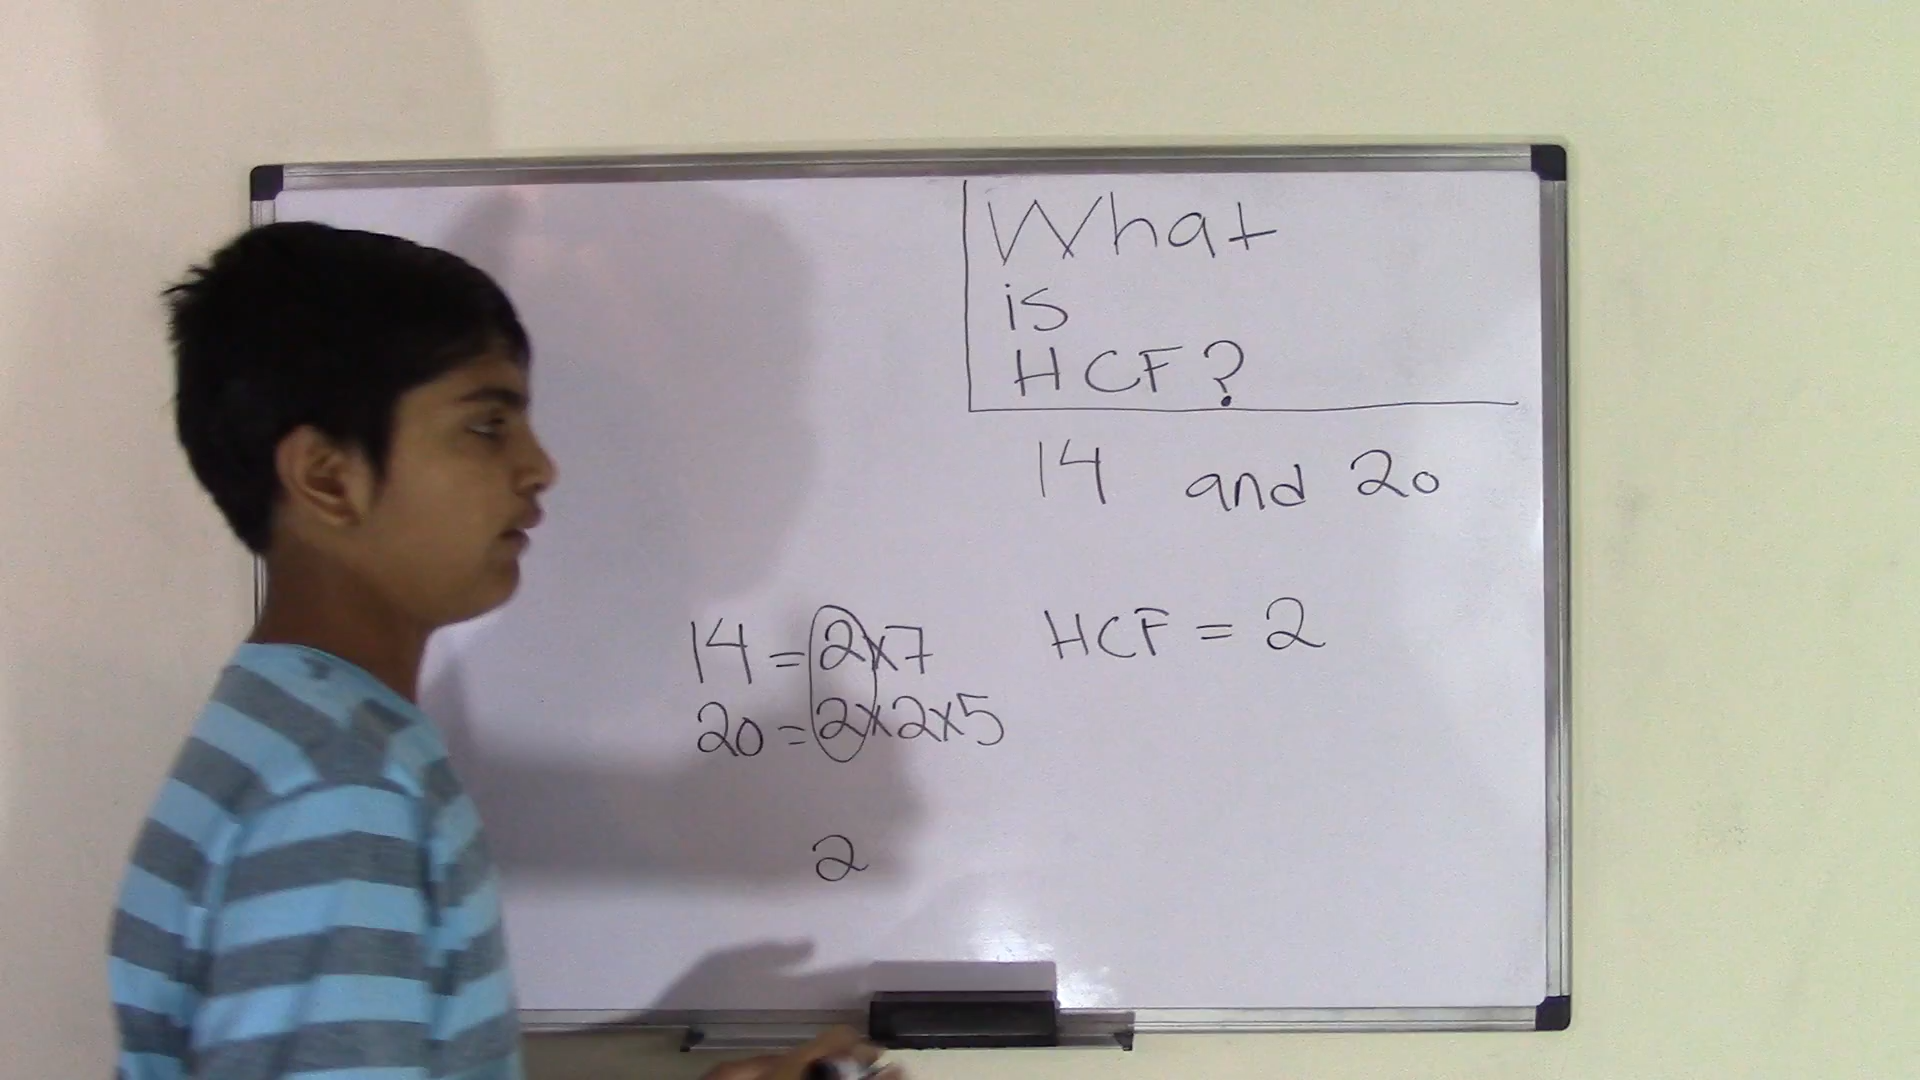 What
is
HCF?
14 and 20
14 = 2x7
20 = 2x2x5
2
HCF = 2